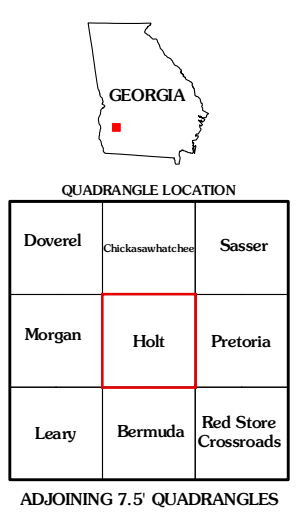 GEORGIA
QUADRANGLE LOCATION
Doverel
Chickasawhatchee
Sasser
Morgan
Holt
Pretoria
Leary
Bermuda
Red Store
Crossroads
ADJOINING 7.5' QUADRANGLES